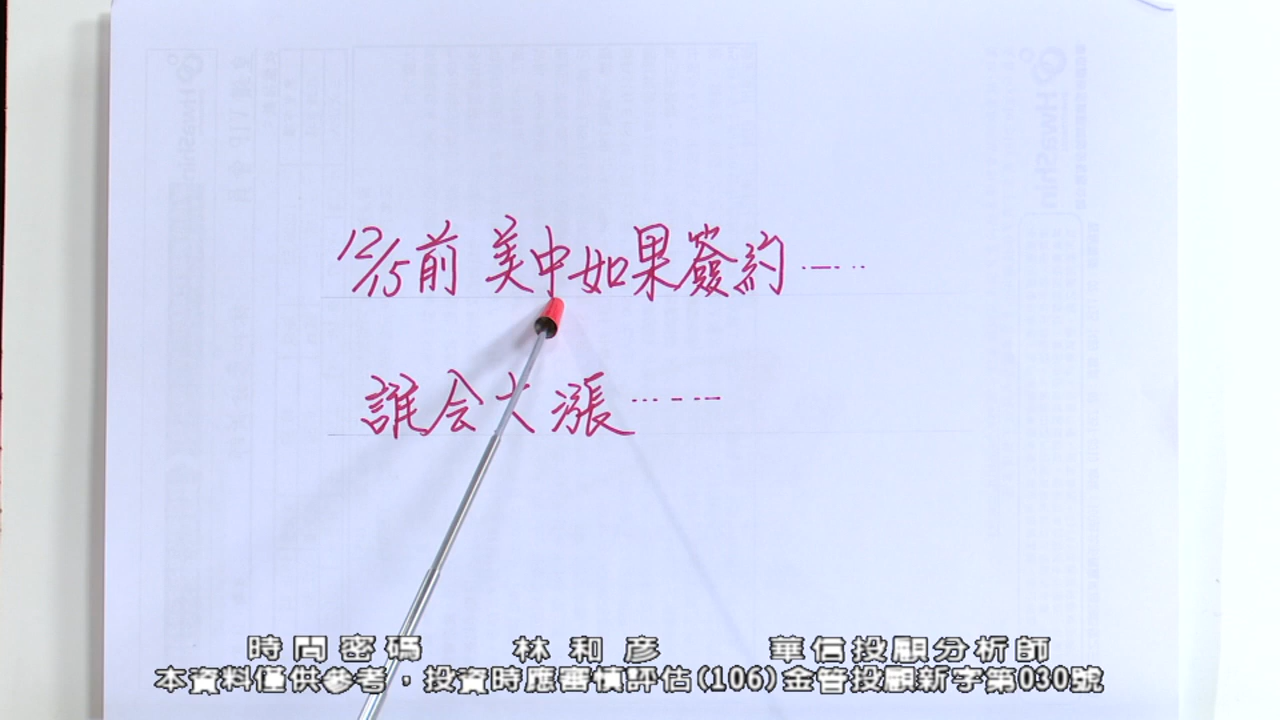 12/15前 美中如果簽約......
誰会大漲......
時間密碼 林和彥 華信投顧分析師
本資料僅供參考，投資時應審慎評估(106)金管投顧新字第030號